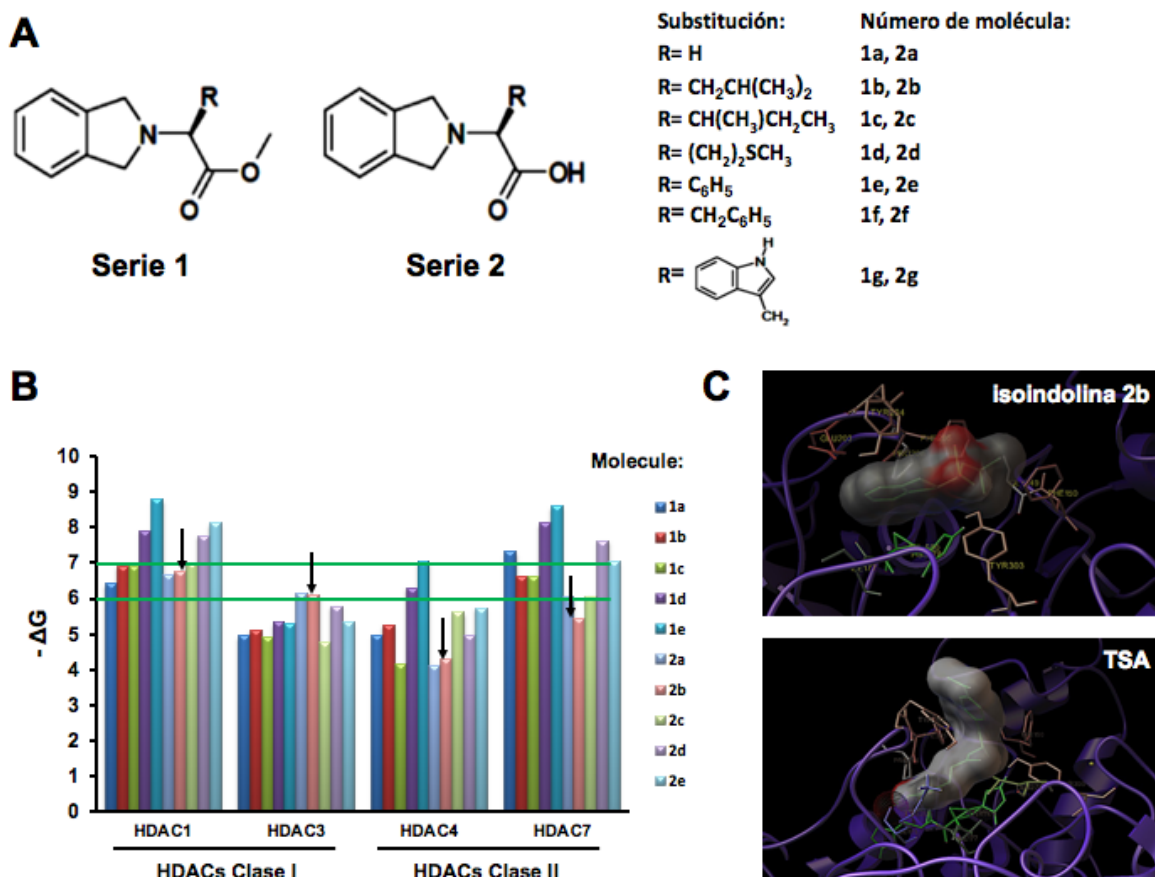 A
R
N
O
O
Serie 1
R
N
OH
O
Serie 2
Substitución: Número de molécula:
R= H 1a, 2a
R= CH₂CH(CH₃)₂ 1b, 2b
R= CH(CH₃)CH₂CH₃ 1c, 2c
R= (CH₂)₂SCH₃ 1d, 2d
R= C₆H₅ 1e, 2e
R= CH₂C₆H₅ 1f, 2f
H
N
R= 1g, 2g
CH₂
B
- ΔG
10
9
8
7
6
5
4
3
2
1
0
HDAC1 HDAC3 HDAC4 HDAC7
HDACs Clase I HDACs Clase II
Molecule:
1a
1b
1c
1d
1e
2a
2b
2c
2d
2e
C
isoindolina 2b
TYR303
TSA